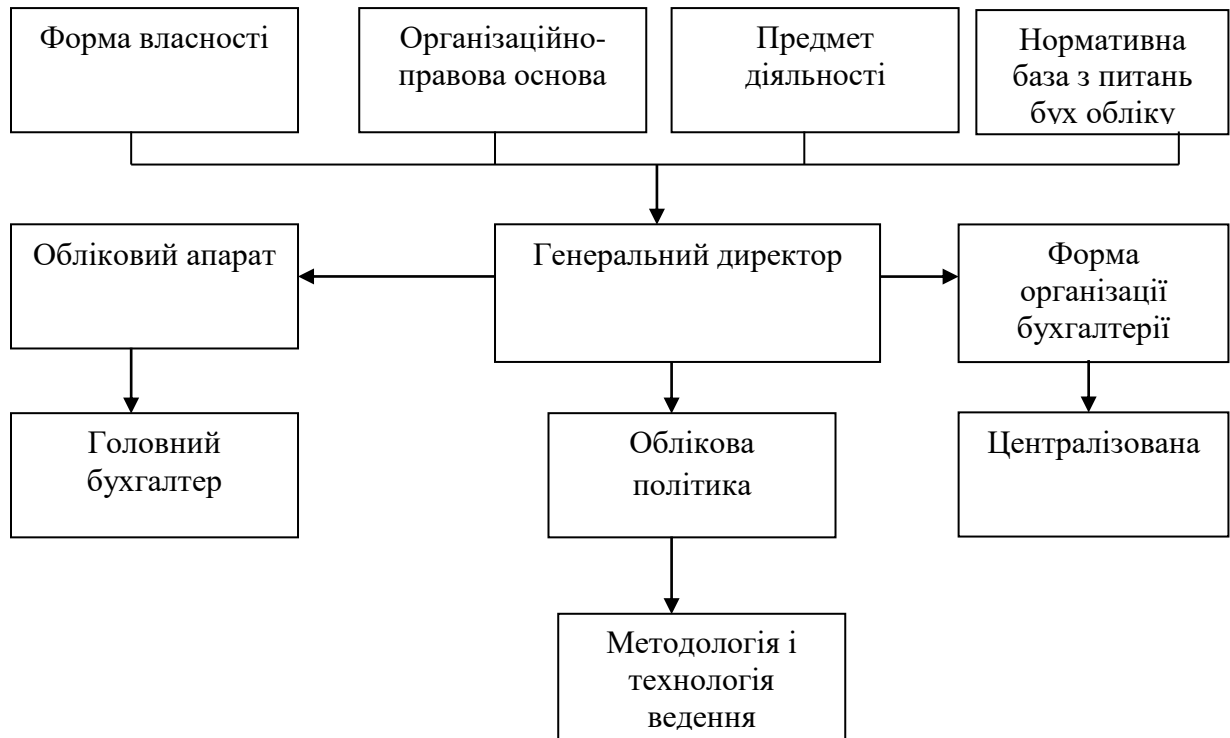 Форма власності
Організаційно-
правова основа
Предмет
діяльності
Нормативна
база з питань
бух обліку
Обліковий апарат
Генеральний директор
Форма
організації
бухгалтерії
Головний
бухгалтер
Облікова
політика
Централізована
Методологія і
технологія
ведення